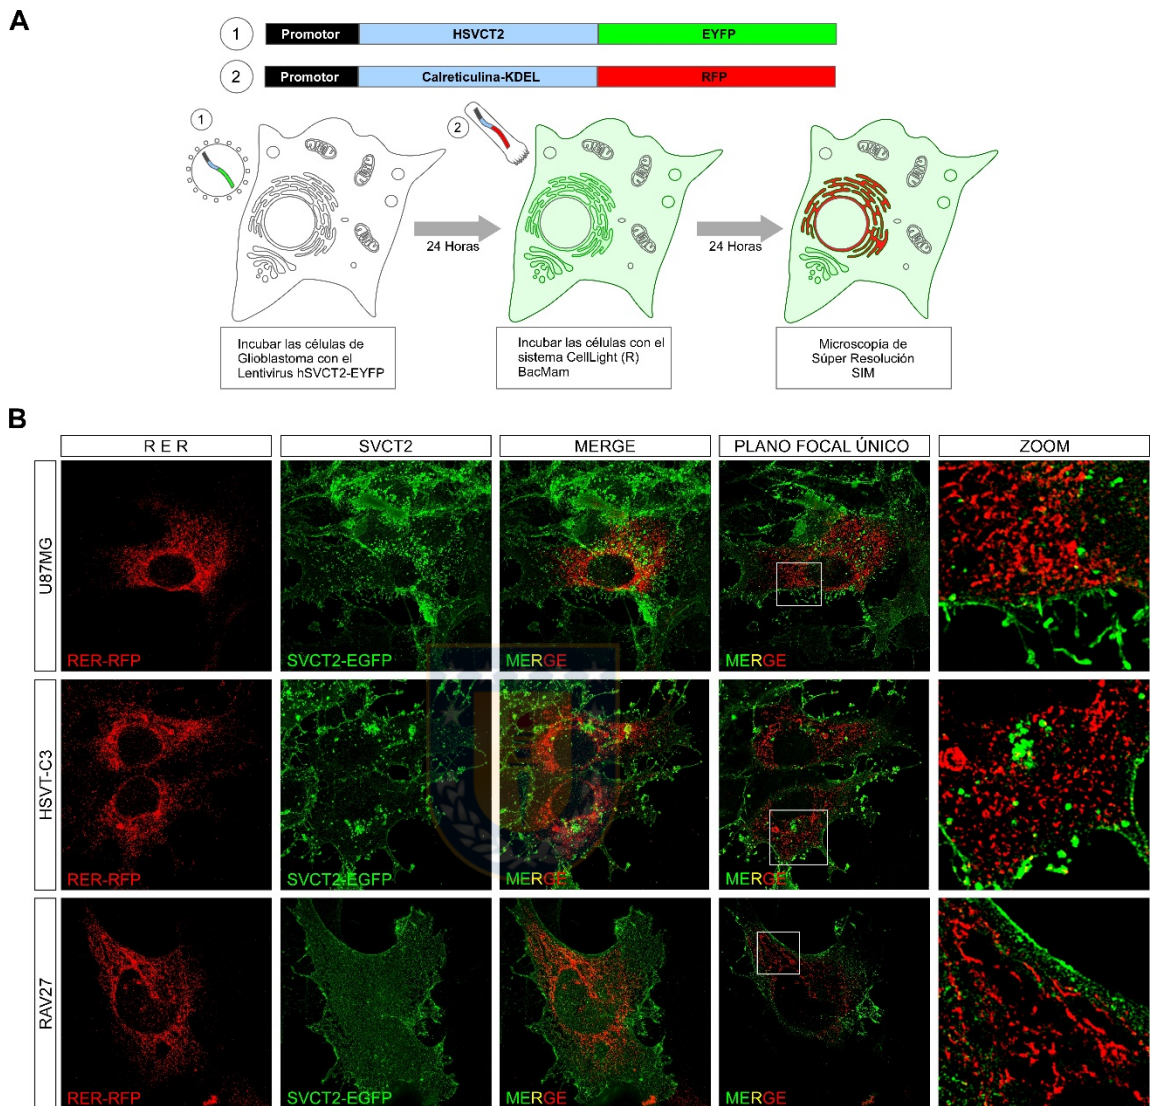 A
1 Promotor HSVCT2 EYFP
2 Promotor Calreticulina-KDEL RFP
1
2
24 Horas
24 Horas
Incubar las células de
Glioblastoma con el
Lentivirus hSVCT2-EYFP
Incubar las células con el
sistema CellLight (R)
BacMam
Microscopía de
Súper Resolución
SIM
B
R E R SVCT2 MERGE PLANO FOCAL ÚNICO ZOOM
U87MG
RER-RFP SVCT2-EGFP MERGE MERGE
HSVT-C3
RER-RFP SVCT2-EGFP MERGE MERGE
RAV27
RER-RFP SVCT2-EGFP MERGE MERGE